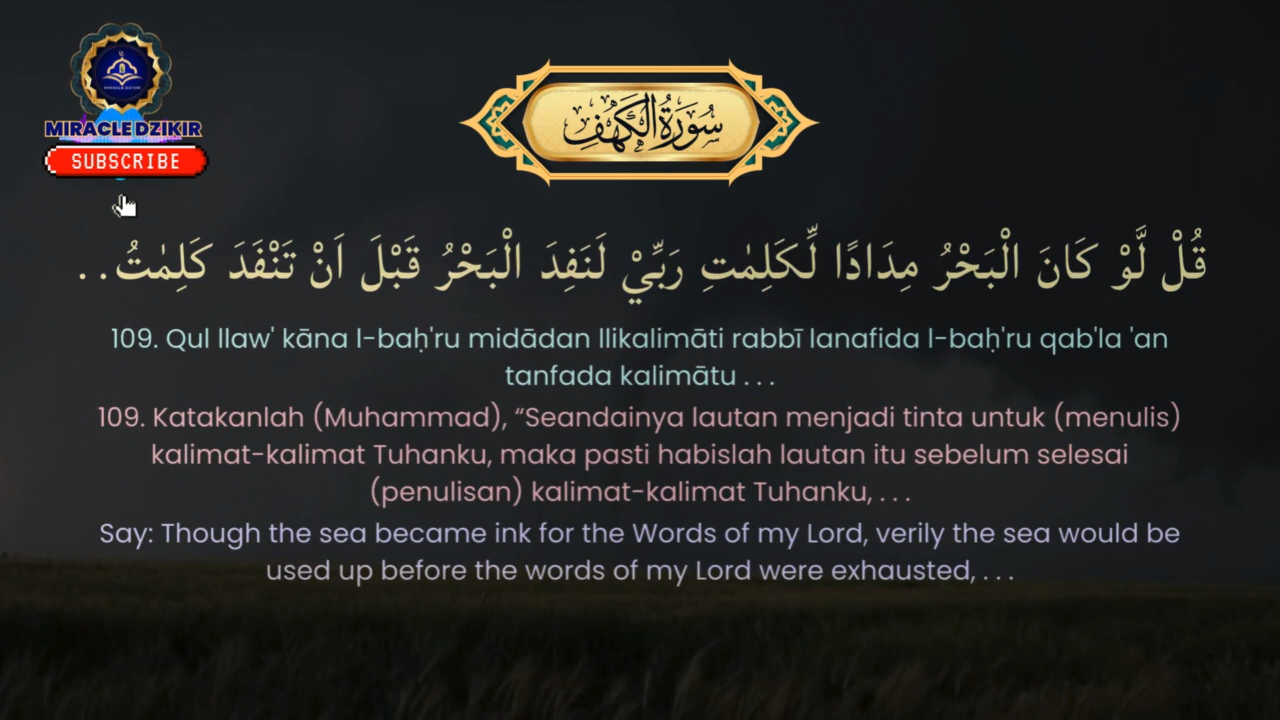 MIRACLE DZIKIR
MIRACLE DZIKIR
SUBSCRIBE
سُوْرَةُ الْكَهْفِ
قُلْ لَّوْ كَانَ الْبَحْرُ مِدَادًا لِّكَلِمٰتِ رَبِّيْ لَنَفِدَ الْبَحْرُ قَبْلَ اَنْ تَنْفَدَ كَلِمٰتُ. .
109. Qul llaw' kāna l-baḥ'ru midādan llikalimāti rabbī lanafida l-baḥ'ru qab'la 'an
tanfada kalimātu . . .
109. Katakanlah (Muhammad), “Seandainya lautan menjadi tinta untuk (menulis)
kalimat-kalimat Tuhanku, maka pasti habislah lautan itu sebelum selesai
(penulisan) kalimat-kalimat Tuhanku, . . .
Say: Though the sea became ink for the Words of my Lord, verily the sea would be
used up before the words of my Lord were exhausted, . . .